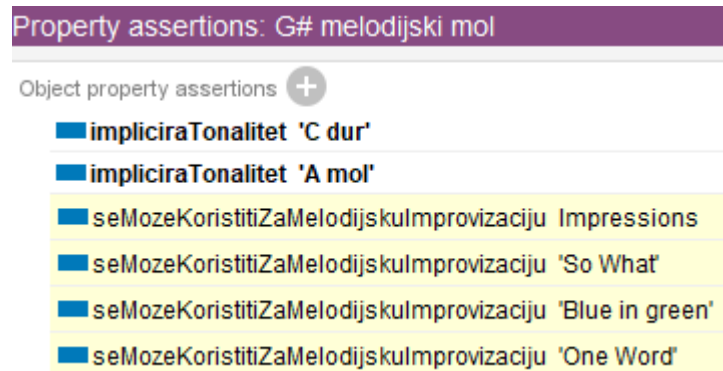 Property assertions: G# melodijski mol
Object property assertions
impliciraTonalitet 'C dur'
impliciraTonalitet 'A mol'
seMozeKoristitiZaMelodijskuImprovizaciju Impressions
seMozeKoristitiZaMelodijskuImprovizaciju 'So What'
seMozeKoristitiZaMelodijskuImprovizaciju 'Blue in green'
seMozeKoristitiZaMelodijskuImprovizaciju 'One Word'